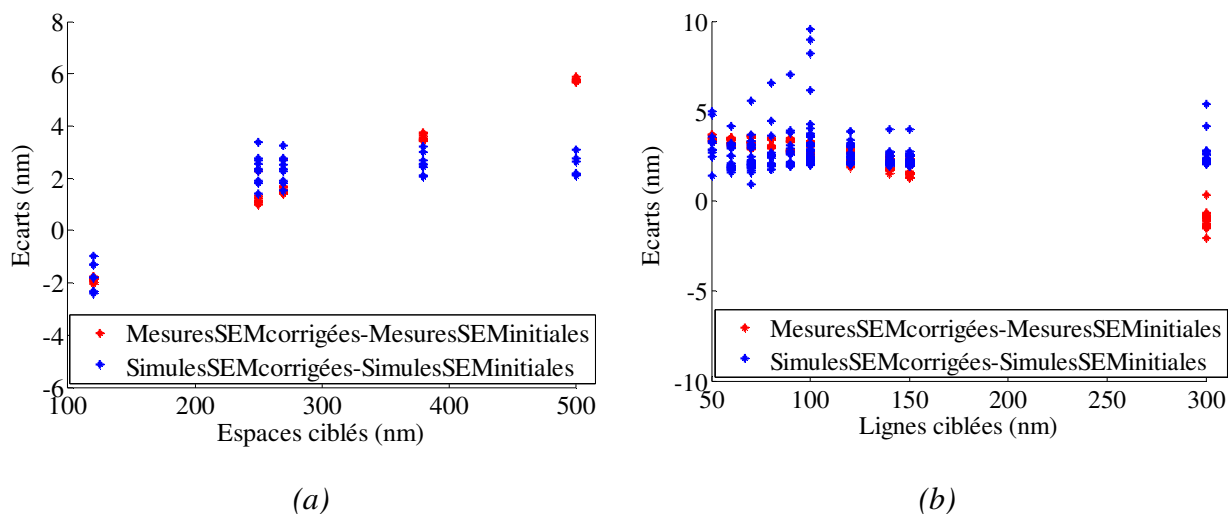 8
6
4
2
0
-2
-4
-6
Ecarts (nm)
100
200
300
400
500
Espaces ciblés (nm)
MesuresSEMcorrigées-MesuresSEMinitiales
SimulesSEMcorrigées-SimulesSEMinitiales
(a)
10
5
0
-5
-10
Ecarts (nm)
50
100
150
200
250
300
Lignes ciblées (nm)
MesuresSEMcorrigées-MesuresSEMinitiales
SimulesSEMcorrigées-SimulesSEMinitiales
(b)